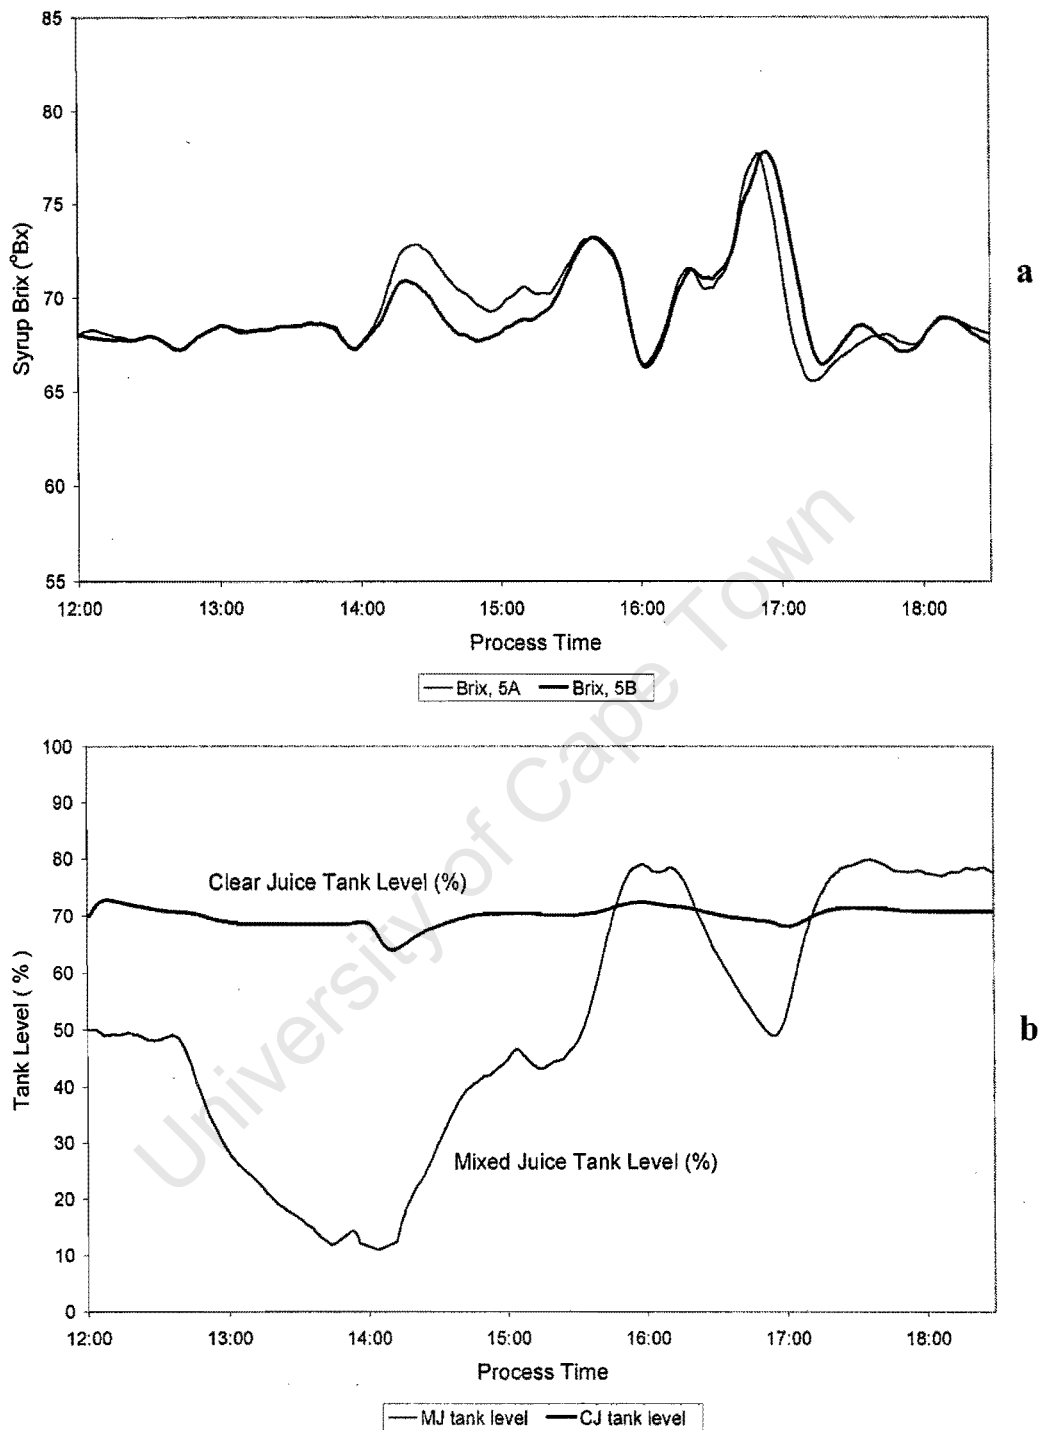 85
80
75
70
65
60
55
Syrup Brix (°Bx)
12:00 13:00 14:00 15:00 16:00 17:00 18:00
Process Time
Brix, 5A Brix, 5B
a
100
90
80
70
60
50
40
30
20
10
0
Tank Level ( % )
Clear Juice Tank Level (%)
Mixed Juice Tank Level (%)
12:00 13:00 14:00 15:00 16:00 17:00 18:00
Process Time
MJ tank level CJ tank level
b
University of Cape Town